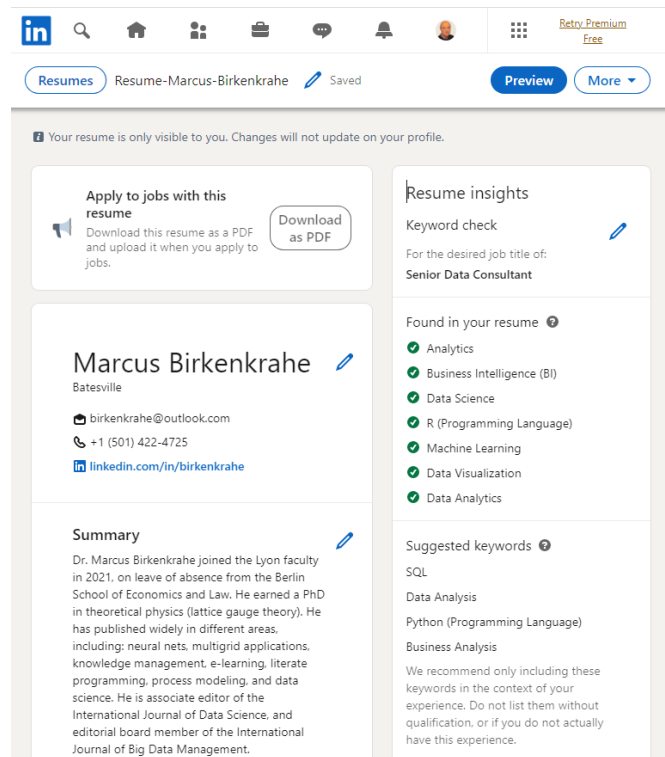 in
Retry Premium
Free
Resumes
Resume-Marcus-Birkenkrahe
Saved
Preview
More
Your resume is only visible to you. Changes will not update on your profile.
Apply to jobs with this
resume
Download this resume as a PDF
and upload it when you apply to
jobs.
Download
as PDF
Marcus Birkenkrahe
Batesville
birkenkrahe@outlook.com
+1 (501) 422-4725
in linkedin.com/in/birkenkrahe
Summary
Dr. Marcus Birkenkrahe joined the Lyon faculty
in 2021, on leave of absence from the Berlin
School of Economics and Law. He earned a PhD
in theoretical physics (lattice gauge theory). He
has published widely in different areas,
including: neural nets, multigrid applications,
knowledge management, e-learning, literate
programming, process modeling, and data
science. He is associate editor of the
International Journal of Data Science, and
editorial board member of the International
Journal of Big Data Management.
Resume insights
Keyword check
For the desired job title of:
Senior Data Consultant
Found in your resume ?
Analytics
Business Intelligence (BI)
Data Science
R (Programming Language)
Machine Learning
Data Visualization
Data Analytics
Suggested keywords ?
SQL
Data Analysis
Python (Programming Language)
Business Analysis
We recommend only including these
keywords in the context of your
experience. Do not list them without
qualification, or if you do not actually
have this experience.